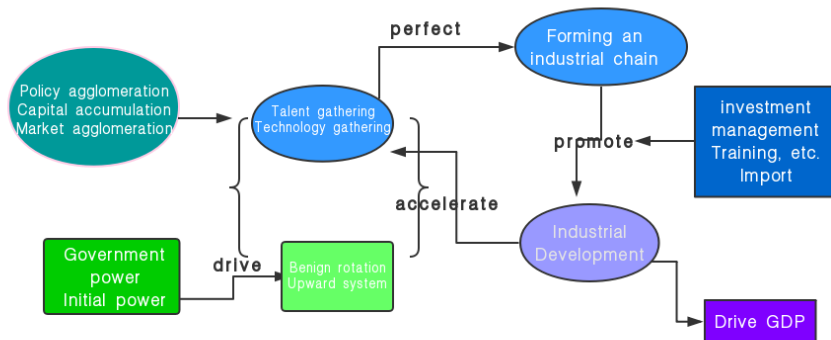 perfect
Forming an
industrial chain
Policy agglomeration
Capital accumulation
Market agglomeration
Talent gathering
Technology gathering
investment
management
Training, etc.
Import
promote
accelerate
Industrial
Development
Government
power
Initial power
drive
Benign rotation
Upward system
Drive GDP